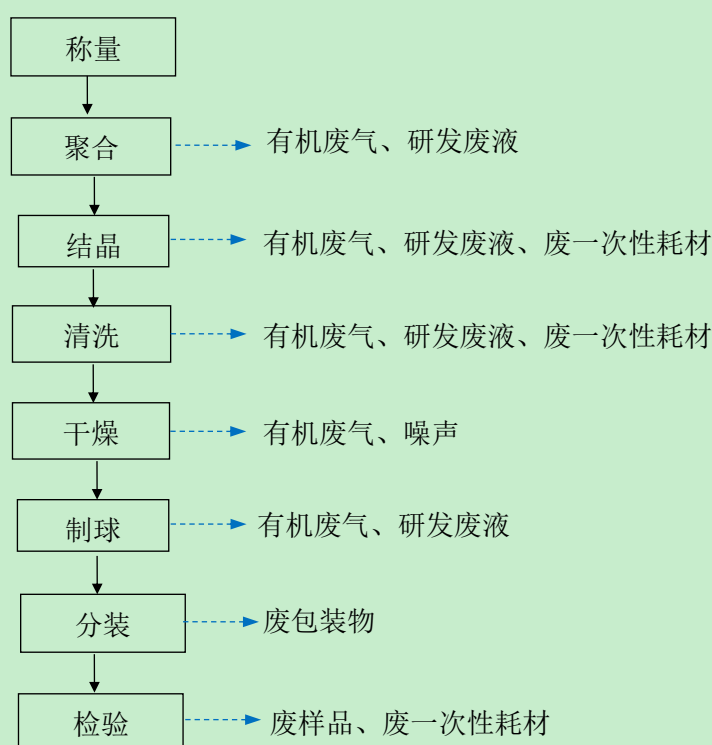 称量
聚合 有机废气、研发废液
结晶 有机废气、研发废液、废一次性耗材
清洗 有机废气、研发废液、废一次性耗材
干燥 有机废气、噪声
制球 有机废气、研发废液
分装 废包装物
检验 废样品、废一次性耗材